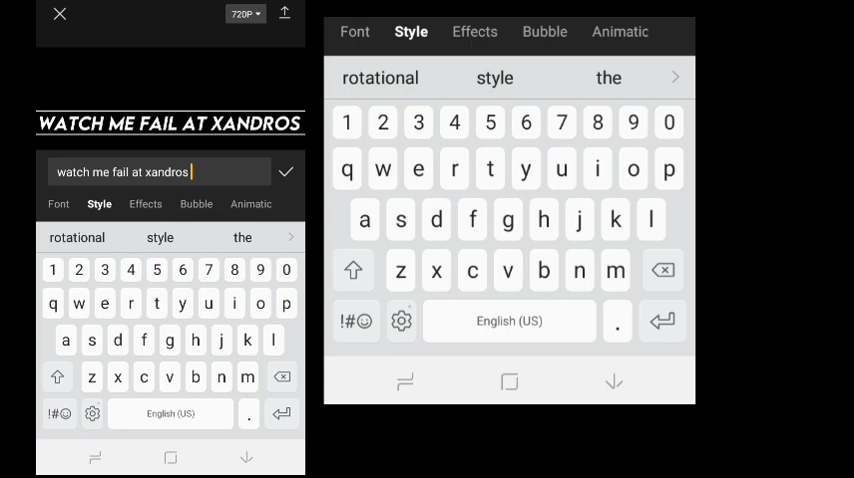 720P
WATCH ME FAIL AT XANDROS
watch me fail at xandros
Font Style Effects Bubble Animatic
rotational style the
1 2 3 4 5 6 7 8 9 0
q w e r t y u i o p
a s d f g h j k l
z x c v b n m
!#☺ English (US) .
Font Style Effects Bubble Animatic
rotational style the
1 2 3 4 5 6 7 8 9 0
q w e r t y u i o p
a s d f g h j k l
z x c v b n m
!#☺ English (US) .